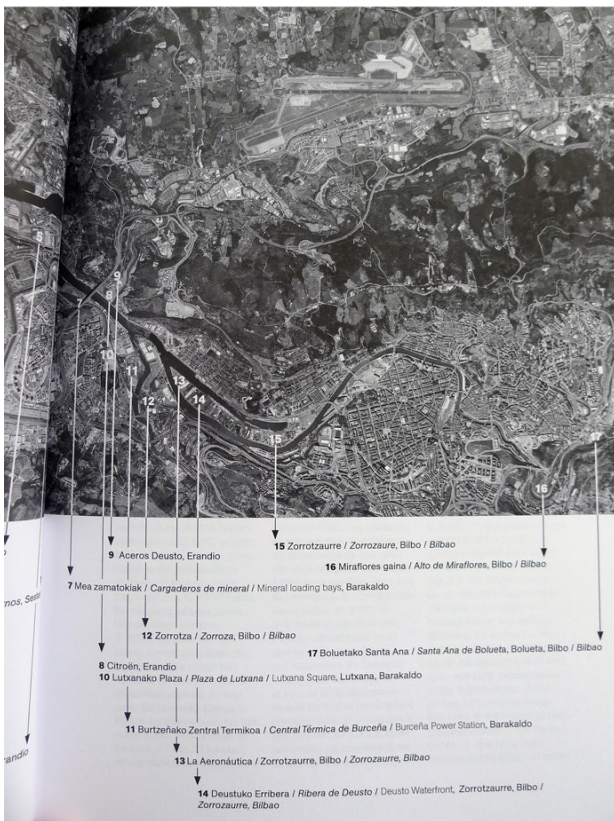 5
9
8
7
10
11
12
13
14
15
16
17
15 Zorrotzaurre / Zorrozaure, Bilbo / Bilbao
9 Aceros Deusto, Erandio
16 Miraflores gaina / Alto de Miraflores, Bilbo / Bilbao
7 Mea zamatokiak / Cargaderos de mineral / Mineral loading bays, Barakaldo
12 Zorrotza / Zorroza, Bilbo / Bilbao
17 Boluetako Santa Ana / Santa Ana de Bolueta, Bolueta, Bilbo / Bilbao
8 Citroën, Erandio
10 Lutxanako Plaza / Plaza de Lutxana / Lutxana Square, Lutxana, Barakaldo
11 Burtzeñako Zentral Termikoa / Central Térmica de Burceña / Burceña Power Station, Barakaldo
13 La Aeronáutica / Zorrotzaurre, Bilbo / Zorrozaurre, Bilbao
14 Deustuko Erribera / Ribera de Deusto / Deusto Waterfront, Zorrotzaurre, Bilbo /
Zorrozaurre, Bilbao